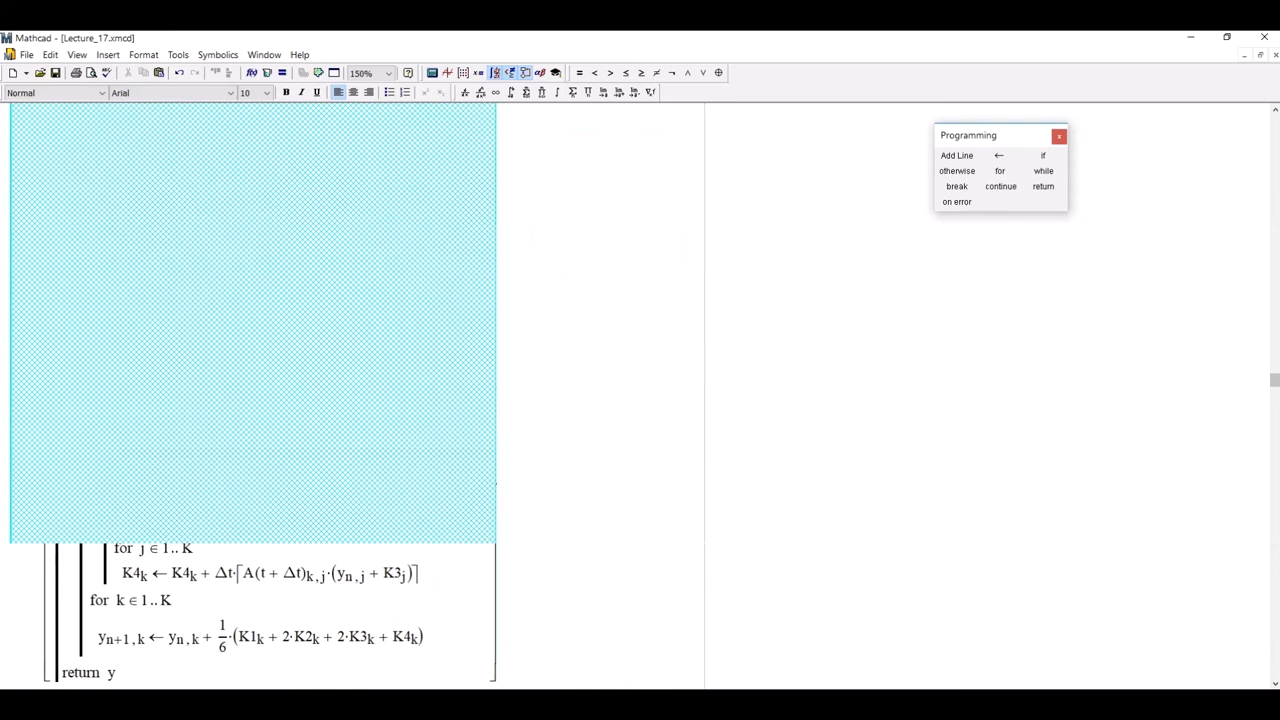 Mathcad - [Lecture_17.xmcd]
File Edit View Insert Format Tools Symbolics Window Help
150%
Normal Arial 10 B I U
Programming
Add Line ← if
otherwise for while
break continue return
on error
for j ∈ 1 .. K
K4k ← K4k + Δt·[A(t + Δt)k,j·(yn,j + K3j)]
for k ∈ 1 .. K
yn+1,k ← yn,k + 1/6·(K1k + 2·K2k + 2·K3k + K4k)
return y